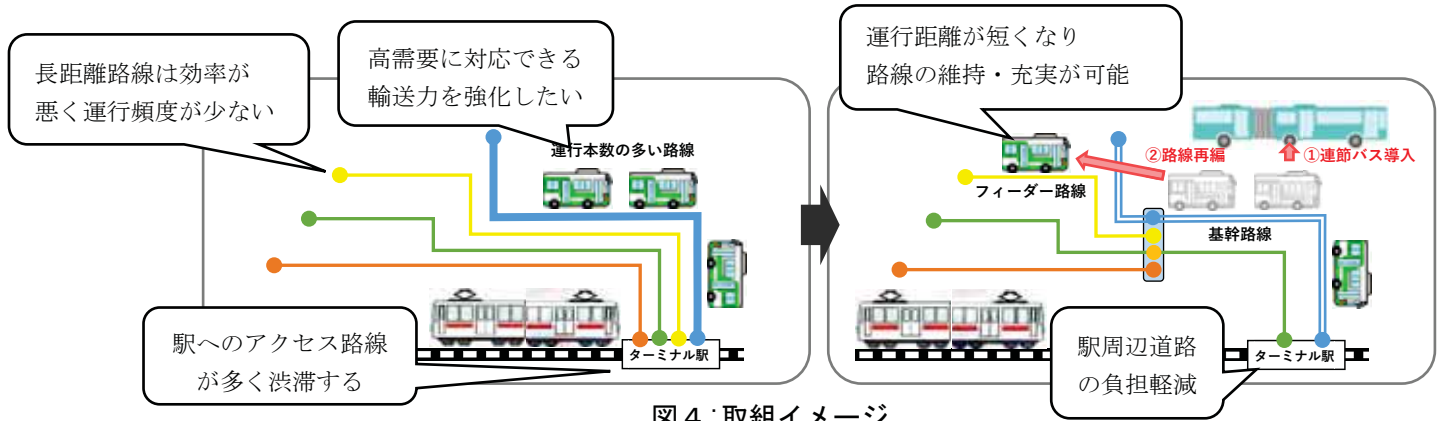 長距離路線は効率が
悪く運行頻度が少ない
高需要に対応できる
輸送力を強化したい
運行本数の多い路線
駅へのアクセス路線
が多く渋滞する
ターミナル駅
運行距離が短くなり
路線の維持・充実が可能
②路線再編
①連節バス導入
フィーダー路線
基幹路線
駅周辺道路
の負担軽減
ターミナル駅
図4:取組イメージ